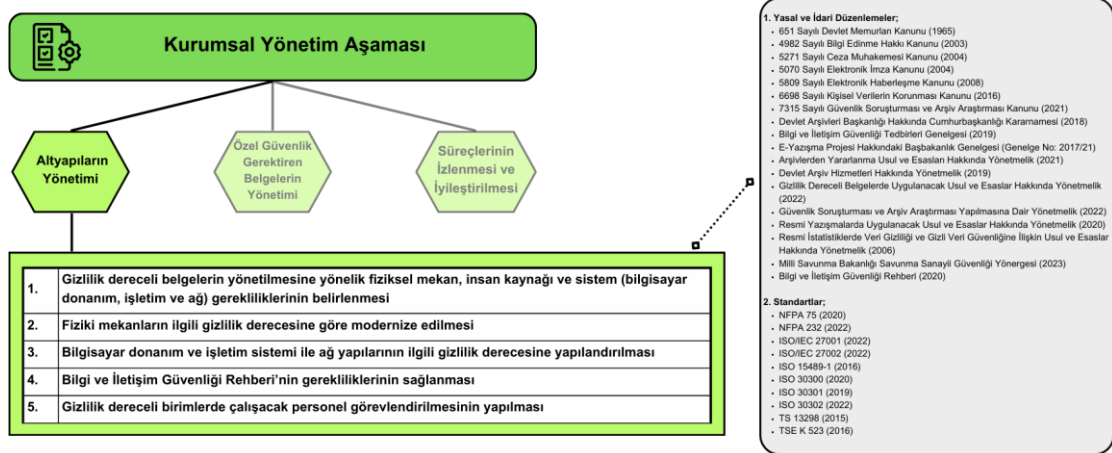 Kurumsal Yönetim Aşaması
Altyapıların
Yönetimi
Özel Güvenlik
Gerektiren
Belgelerin
Yönetimi
Süreçlerinin
İzlenmesi ve
İyileştirilmesi
1. Gizlilik dereceli belgelerin yönetilmesine yönelik fiziksel mekan, insan kaynağı ve sistem (bilgisayar
donanım, işletim ve ağ) gerekliliklerinin belirlenmesi
2. Fiziki mekanların ilgili gizlilik derecesine göre modernize edilmesi
3. Bilgisayar donanım ve işletim sistemi ile ağ yapılarının ilgili gizlilik derecesine yapılandırılması
4. Bilgi ve İletişim Güvenliği Rehberi’nin gerekliliklerinin sağlanması
5. Gizlilik dereceli birimlerde çalışacak personel görevlendirilmesinin yapılması
1. Yasal ve İdari Düzenlemeler;
• 651 Sayılı Devlet Memurları Kanunu (1965)
• 4982 Sayılı Bilgi Edinme Hakkı Kanunu (2003)
• 5271 Sayılı Ceza Muhakemesi Kanunu (2004)
• 5070 Sayılı Elektronik İmza Kanunu (2004)
• 5809 Sayılı Elektronik Haberleşme Kanunu (2008)
• 6698 Sayılı Kişisel Verilerin Korunması Kanunu (2016)
• 7315 Sayılı Güvenlik Soruşturması ve Arşiv Araştırması Kanunu (2021)
• Devlet Arşivleri Başkanlığı Hakkında Cumhurbaşkanlığı Kararnamesi (2018)
• Bilgi ve İletişim Güvenliği Tedbirleri Genelgesi (2019)
• E-Yazışma Projesi Hakkındaki Başbakanlık Genelgesi (Genelge No: 2017/21)
• Arşivlerden Yararlanma Usul ve Esasları Hakkında Yönetmelik (2021)
• Devlet Arşiv Hizmetleri Hakkında Yönetmelik (2019)
• Gizlilik Dereceli Belgelerde Uygulanacak Usul ve Esaslar Hakkında Yönetmelik
(2022)
• Güvenlik Soruşturması ve Arşiv Araştırması Yapılmasına Dair Yönetmelik (2022)
• Resmi Yazışmalarda Uygulanacak Usul ve Esaslar Hakkında Yönetmelik (2020)
• Resmi İstatistiklerde Veri Gizliliği ve Gizli Veri Güvenliğine İlişkin Usul ve Esaslar
Hakkında Yönetmelik (2006)
• Milli Savunma Bakanlığı Savunma Sanayii Güvenliği Yönergesi (2023)
• Bilgi ve İletişim Güvenliği Rehberi (2020)
2. Standartlar;
• NFPA 75 (2020)
• NFPA 232 (2022)
• ISO/IEC 27001 (2022)
• ISO/IEC 27002 (2022)
• ISO 15489-1 (2016)
• ISO 30300 (2020)
• ISO 30301 (2019)
• ISO 30302 (2022)
• TS 13298 (2015)
• TSE K 523 (2016)